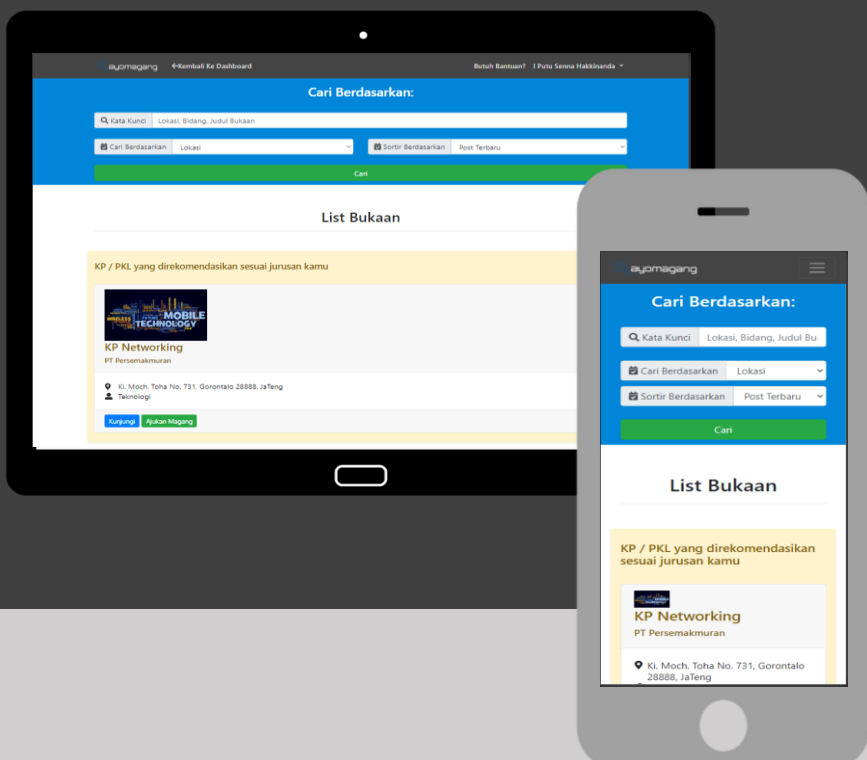 ayomagang
←Kembali Ke Dashboard
Butuh Bantuan?
I Putu Senna Hakkinanda
Cari Berdasarkan:
Kata Kunci
Lokasi, Bidang, Judul Bukaan
Cari Berdasarkan
Lokasi
Sortir Berdasarkan
Post Terbaru
Cari
List Bukaan
KP / PKL yang direkomendasikan sesuai jurusan kamu
WIRELESS
MOBILE
TECHNOLOGY
KP Networking
PT Persemakmuran
Ki. Moch. Toha No. 731, Gorontalo 28888, JaTeng
Teknologi
Kunjungi
Ajukan Magang
ayomagang
Cari Berdasarkan:
Kata Kunci
Lokasi, Bidang, Judul Bu
Cari Berdasarkan
Lokasi
Sortir Berdasarkan
Post Terbaru
Cari
List Bukaan
KP / PKL yang direkomendasikan
sesuai jurusan kamu
KP Networking
PT Persemakmuran
Ki. Moch. Toha No. 731, Gorontalo
28888, JaTeng